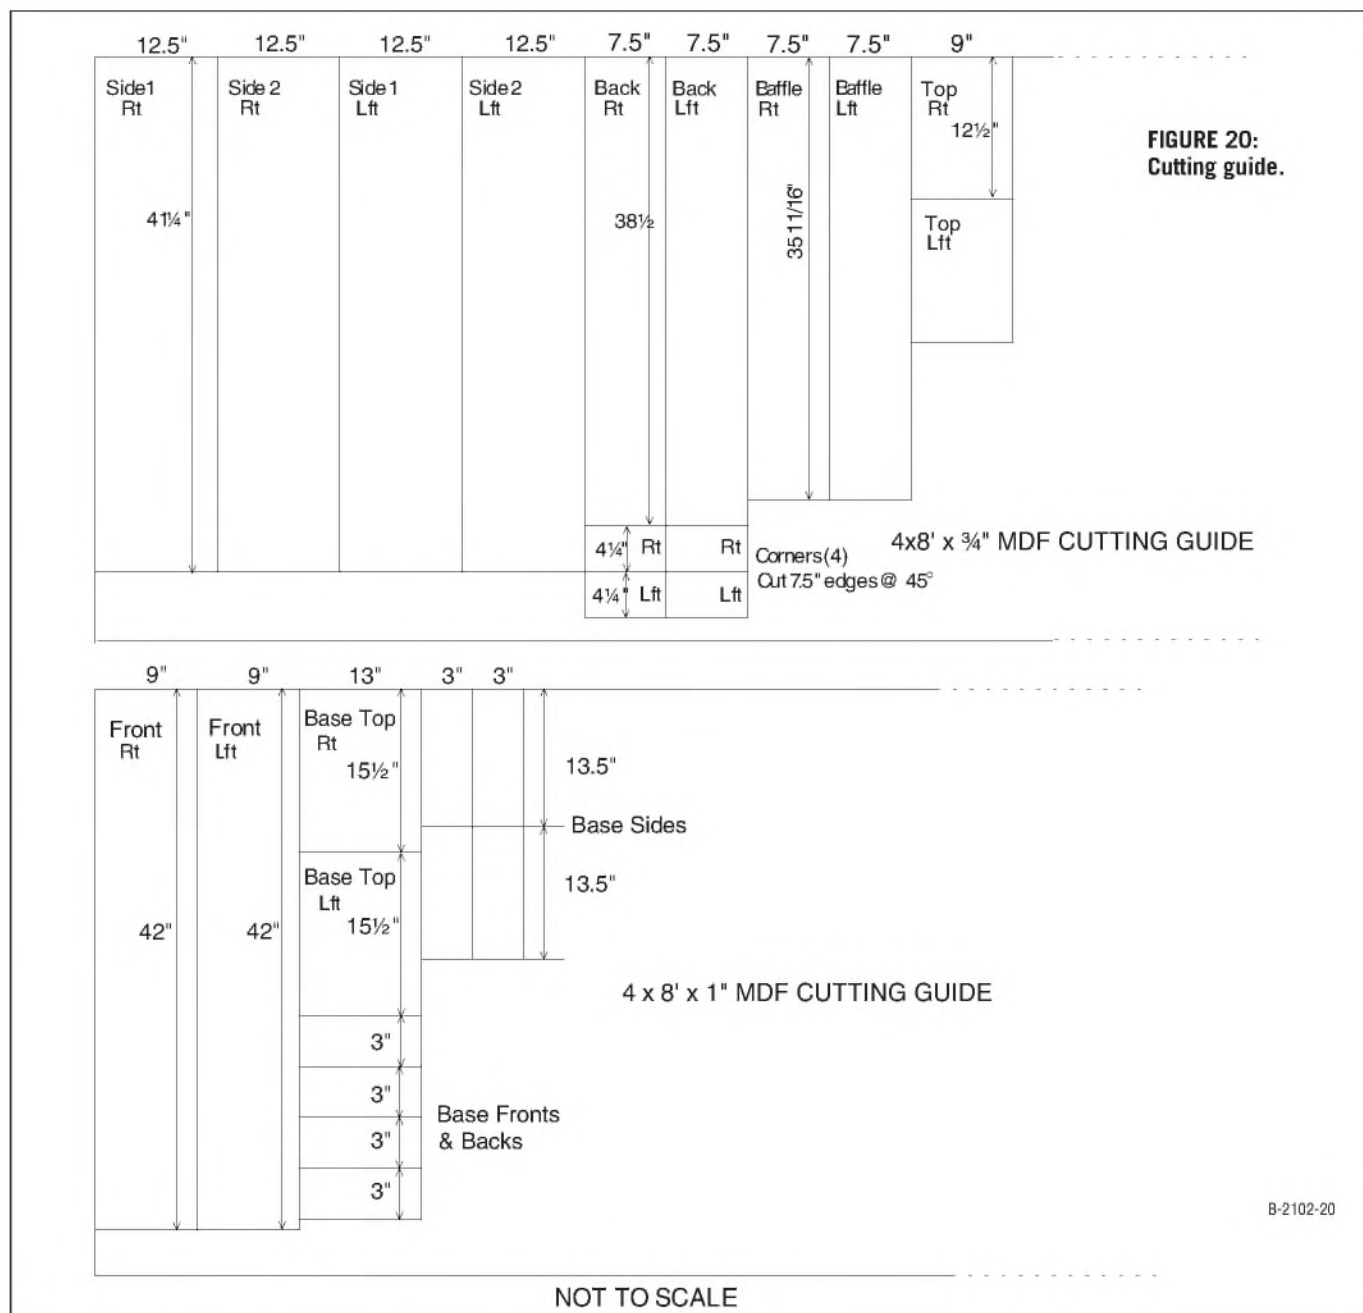 12.5" 12.5" 12.5" 12.5" 7.5" 7.5" 7.5" 7.5" 9"
Side1
Rt
Side 2
Rt
Side1
Lft
Side2
Lft
Back
Rt
Back
Lft
Baffle
Rt
Baffle
Lft
Top
Rt
12½"
FIGURE 20:
Cutting guide.
41¼"
38½
35 11/16"
Top
Lft
4¼" Rt Rt
4¼" Lft Lft
Corners(4)
Cut 7.5" edges @ 45°
4x8' x ¾" MDF CUTTING GUIDE
9" 9" 13" 3" 3"
Front
Rt
Front
Lft
Base Top
Rt
15½"
13.5"
Base Sides
Base Top
Lft
15½"
13.5"
42" 42"
4 x 8' x 1" MDF CUTTING GUIDE
3"
3"
3"
3"
Base Fronts
& Backs
B-2102-20
NOT TO SCALE